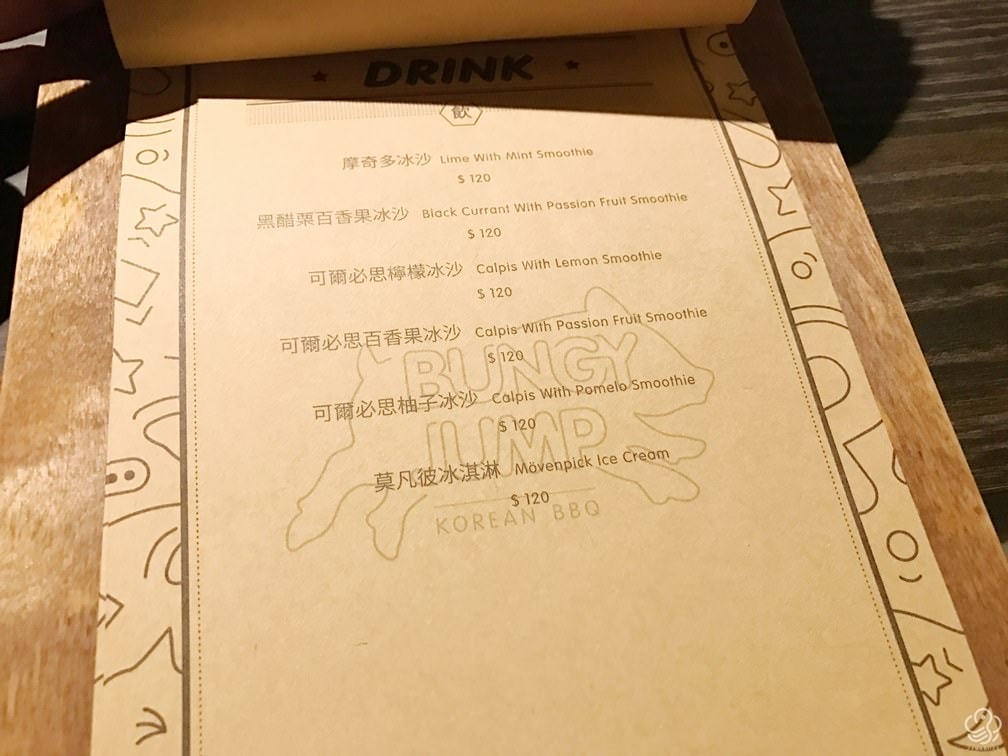 DRINK
飲
摩奇多冰沙 Lime With Mint Smoothie
$ 120
黑醋栗百香果冰沙 Black Currant With Passion Fruit Smoothie
$ 120
可爾必思檸檬冰沙 Calpis With Lemon Smoothie
$ 120
可爾必思百香果冰沙 Calpis With Passion Fruit Smoothie
$ 120
可爾必思柚子冰沙 Calpis With Pomelo Smoothie
$ 120
莫凡彼冰淇淋 Mövenpick Ice Cream
$ 120
BUNGY
JUMP
KOREAN BBQ